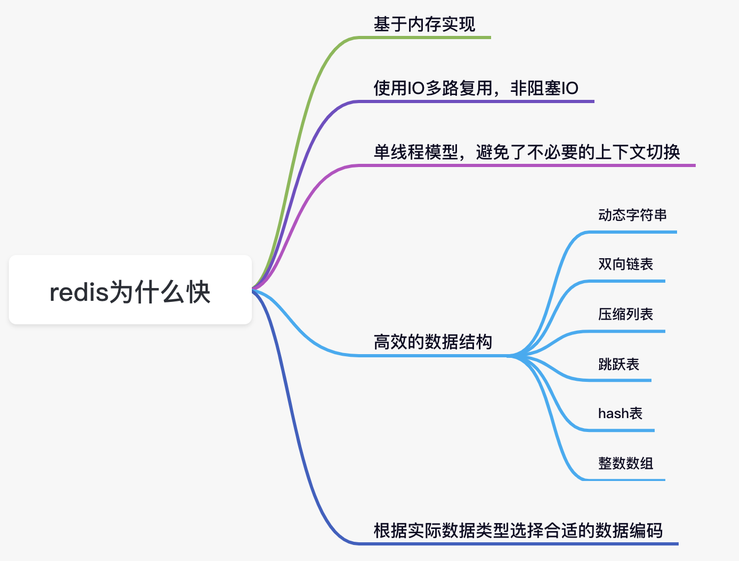 redis为什么快
基于内存实现
使用IO多路复用，非阻塞IO
单线程模型，避免了不必要的上下文切换
高效的数据结构
动态字符串
双向链表
压缩列表
跳跃表
hash表
整数数组
根据实际数据类型选择合适的数据编码